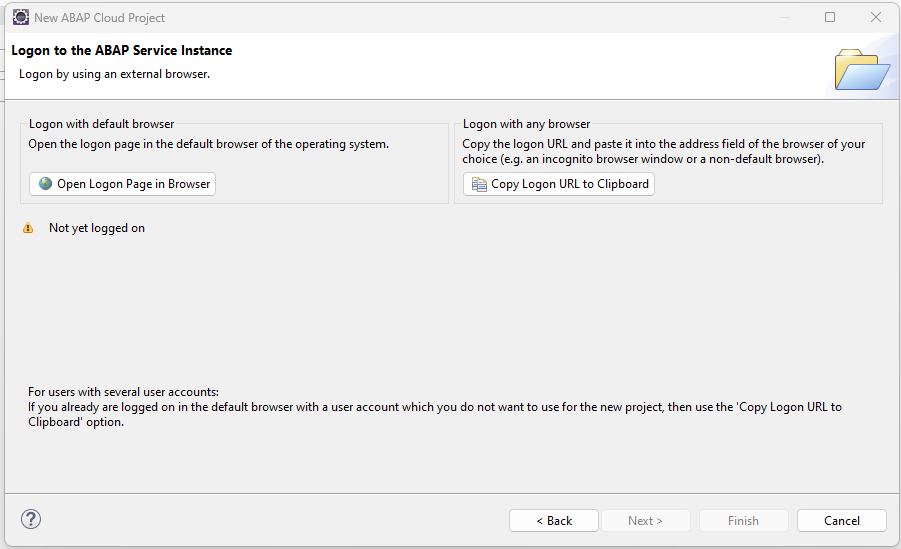 New ABAP Cloud Project
Logon to the ABAP Service Instance
Logon by using an external browser.
Logon with default browser
Open the logon page in the default browser of the operating system.
Open Logon Page in Browser
Logon with any browser
Copy the logon URL and paste it into the address field of the browser of your
choice (e.g. an incognito browser window or a non-default browser).
Copy Logon URL to Clipboard
Not yet logged on
For users with several user accounts:
If you already are logged on in the default browser with a user account which you do not want to use for the new project, then use the 'Copy Logon URL to
Clipboard' option.
?
< Back
Next >
Finish
Cancel